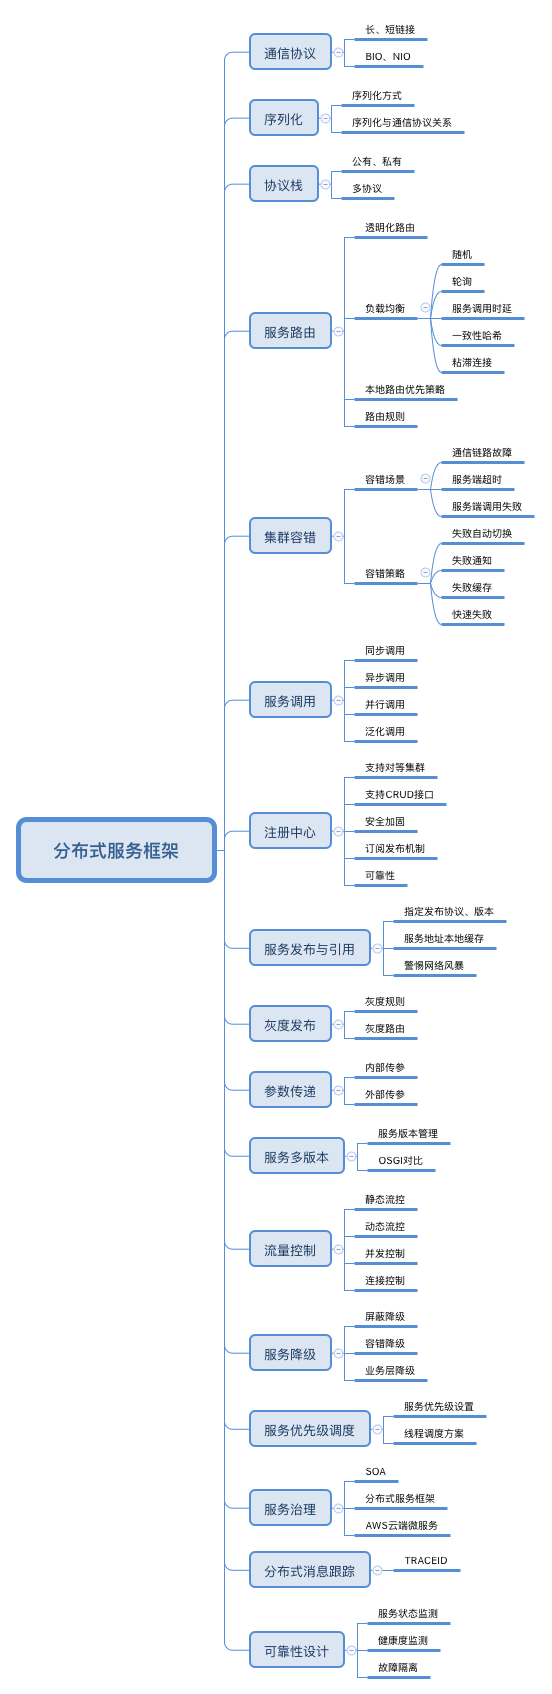 分布式服务框架
通信协议
长、短链接
BIO、NIO
序列化
序列化方式
序列化与通信协议关系
协议栈
公有、私有
多协议
服务路由
透明化路由
负载均衡
随机
轮询
服务调用时延
一致性哈希
粘滞连接
本地路由优先策略
路由规则
集群容错
容错场景
通信链路故障
服务端超时
服务端调用失败
容错策略
失败自动切换
失败通知
失败缓存
快速失败
服务调用
同步调用
异步调用
并行调用
泛化调用
注册中心
支持对等集群
支持CRUD接口
安全加固
订阅发布机制
可靠性
服务发布与引用
指定发布协议、版本
服务地址本地缓存
警惕网络风暴
灰度发布
灰度规则
灰度路由
参数传递
内部传参
外部传参
服务多版本
服务版本管理
OSGI对比
流量控制
静态流控
动态流控
并发控制
连接控制
服务降级
屏蔽降级
容错降级
业务层降级
服务优先级调度
服务优先级设置
线程调度方案
服务治理
SOA
分布式服务框架
AWS云端微服务
分布式消息跟踪
TRACEID
可靠性设计
服务状态监测
健康度监测
故障隔离